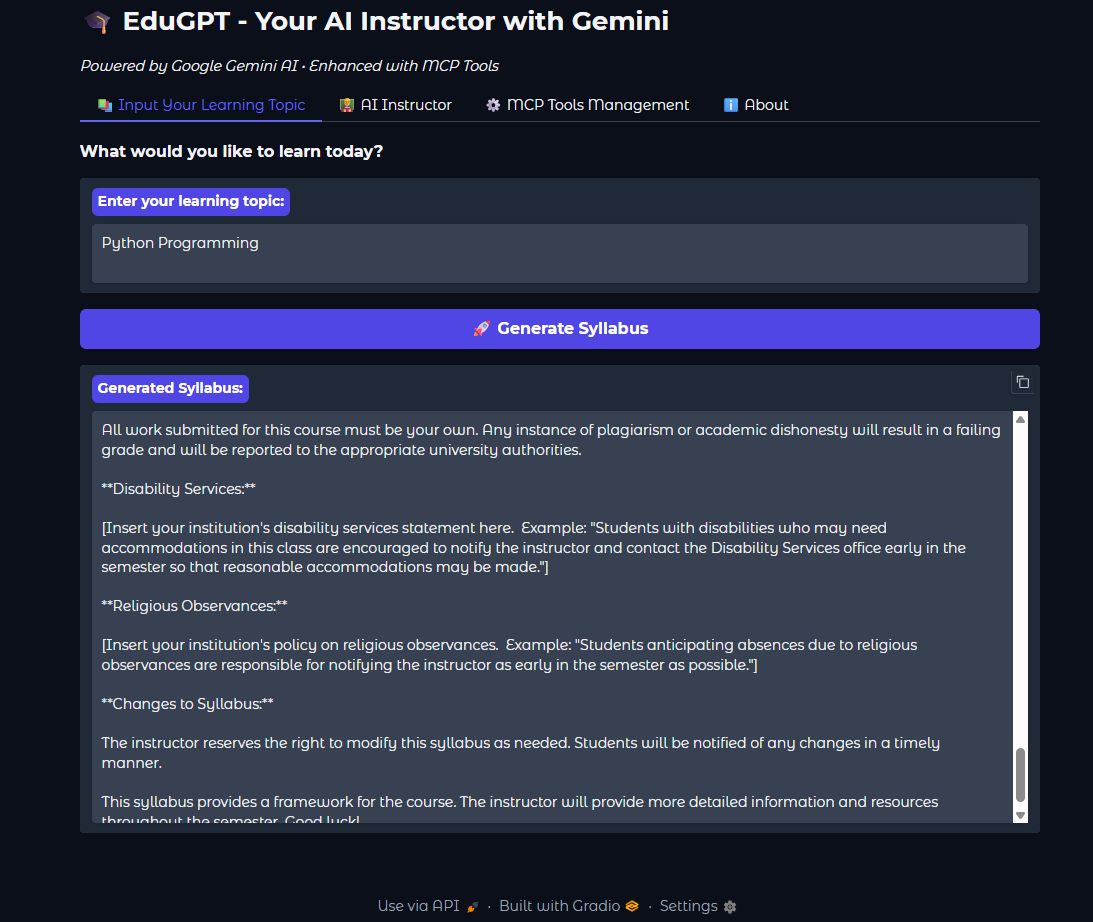 EduGPT - Your AI Instructor with Gemini
Powered by Google Gemini AI • Enhanced with MCP Tools
Input Your Learning Topic
AI Instructor
MCP Tools Management
About
What would you like to learn today?
Enter your learning topic:
Python Programming
Generate Syllabus
Generated Syllabus:
All work submitted for this course must be your own. Any instance of plagiarism or academic dishonesty will result in a failing
grade and will be reported to the appropriate university authorities.
**Disability Services:**
[Insert your institution's disability services statement here.  Example: "Students with disabilities who may need
accommodations in this class are encouraged to notify the instructor and contact the Disability Services office early in the
semester so that reasonable accommodations may be made."]
**Religious Observances:**
[Insert your institution's policy on religious observances.  Example: "Students anticipating absences due to religious
observances are responsible for notifying the instructor as early in the semester as possible."]
**Changes to Syllabus:**
The instructor reserves the right to modify this syllabus as needed. Students will be notified of any changes in a timely
manner.
This syllabus provides a framework for the course. The instructor will provide more detailed information and resources
throughout the semester. Good luck!
Use via API · Built with Gradio · Settings